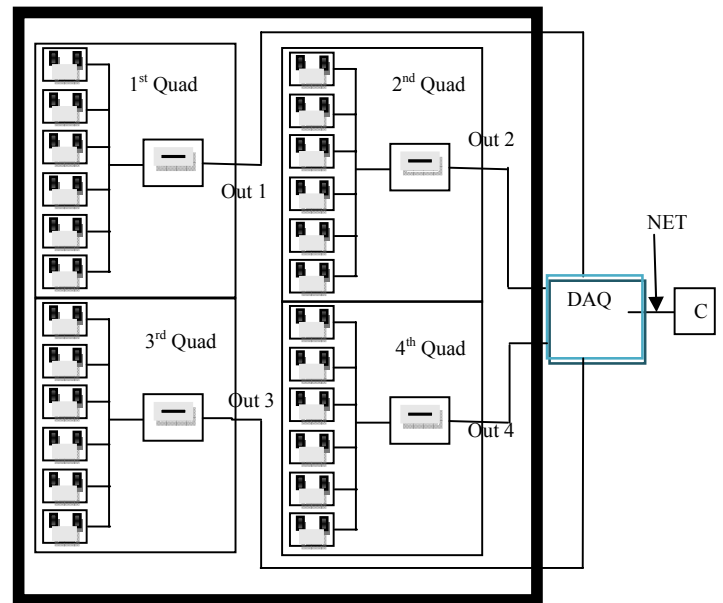 1st Quad
2nd Quad
Out 2
Out 1
NET
DAQ
C
3rd Quad
4th Quad
Out 3
Out 4